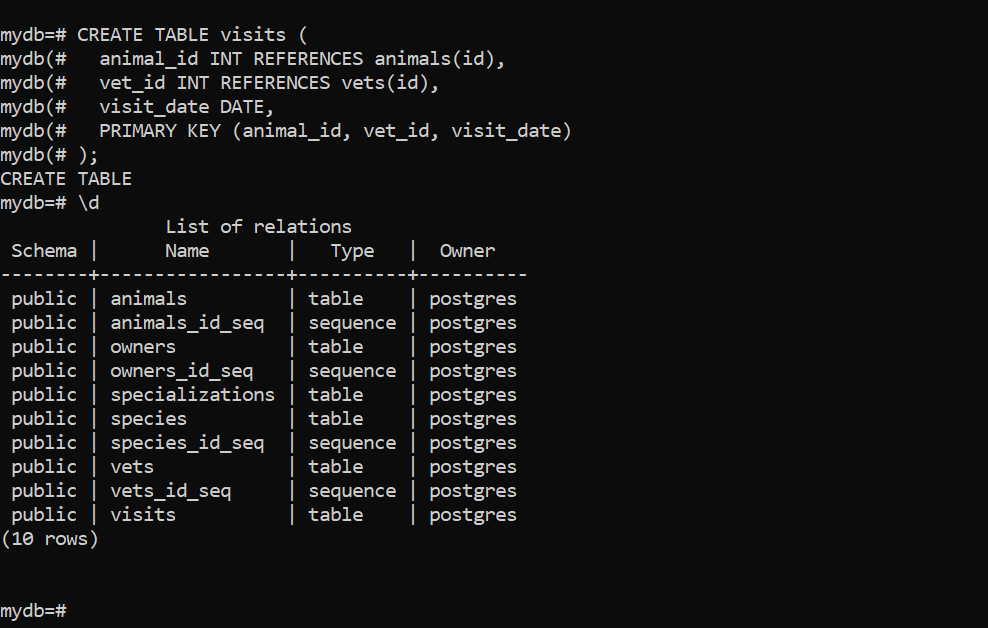 mydb=# CREATE TABLE visits (
mydb(#   animal_id INT REFERENCES animals(id),
mydb(#   vet_id INT REFERENCES vets(id),
mydb(#   visit_date DATE,
mydb(#   PRIMARY KEY (animal_id, vet_id, visit_date)
mydb(# );
CREATE TABLE
mydb=# \d
               List of relations
 Schema |      Name       |   Type   |  Owner
--------+-----------------+----------+----------
 public | animals         | table    | postgres
 public | animals_id_seq  | sequence | postgres
 public | owners          | table    | postgres
 public | owners_id_seq   | sequence | postgres
 public | specializations | table    | postgres
 public | species         | table    | postgres
 public | species_id_seq  | sequence | postgres
 public | vets            | table    | postgres
 public | vets_id_seq     | sequence | postgres
 public | visits          | table    | postgres
(10 rows)
mydb=#